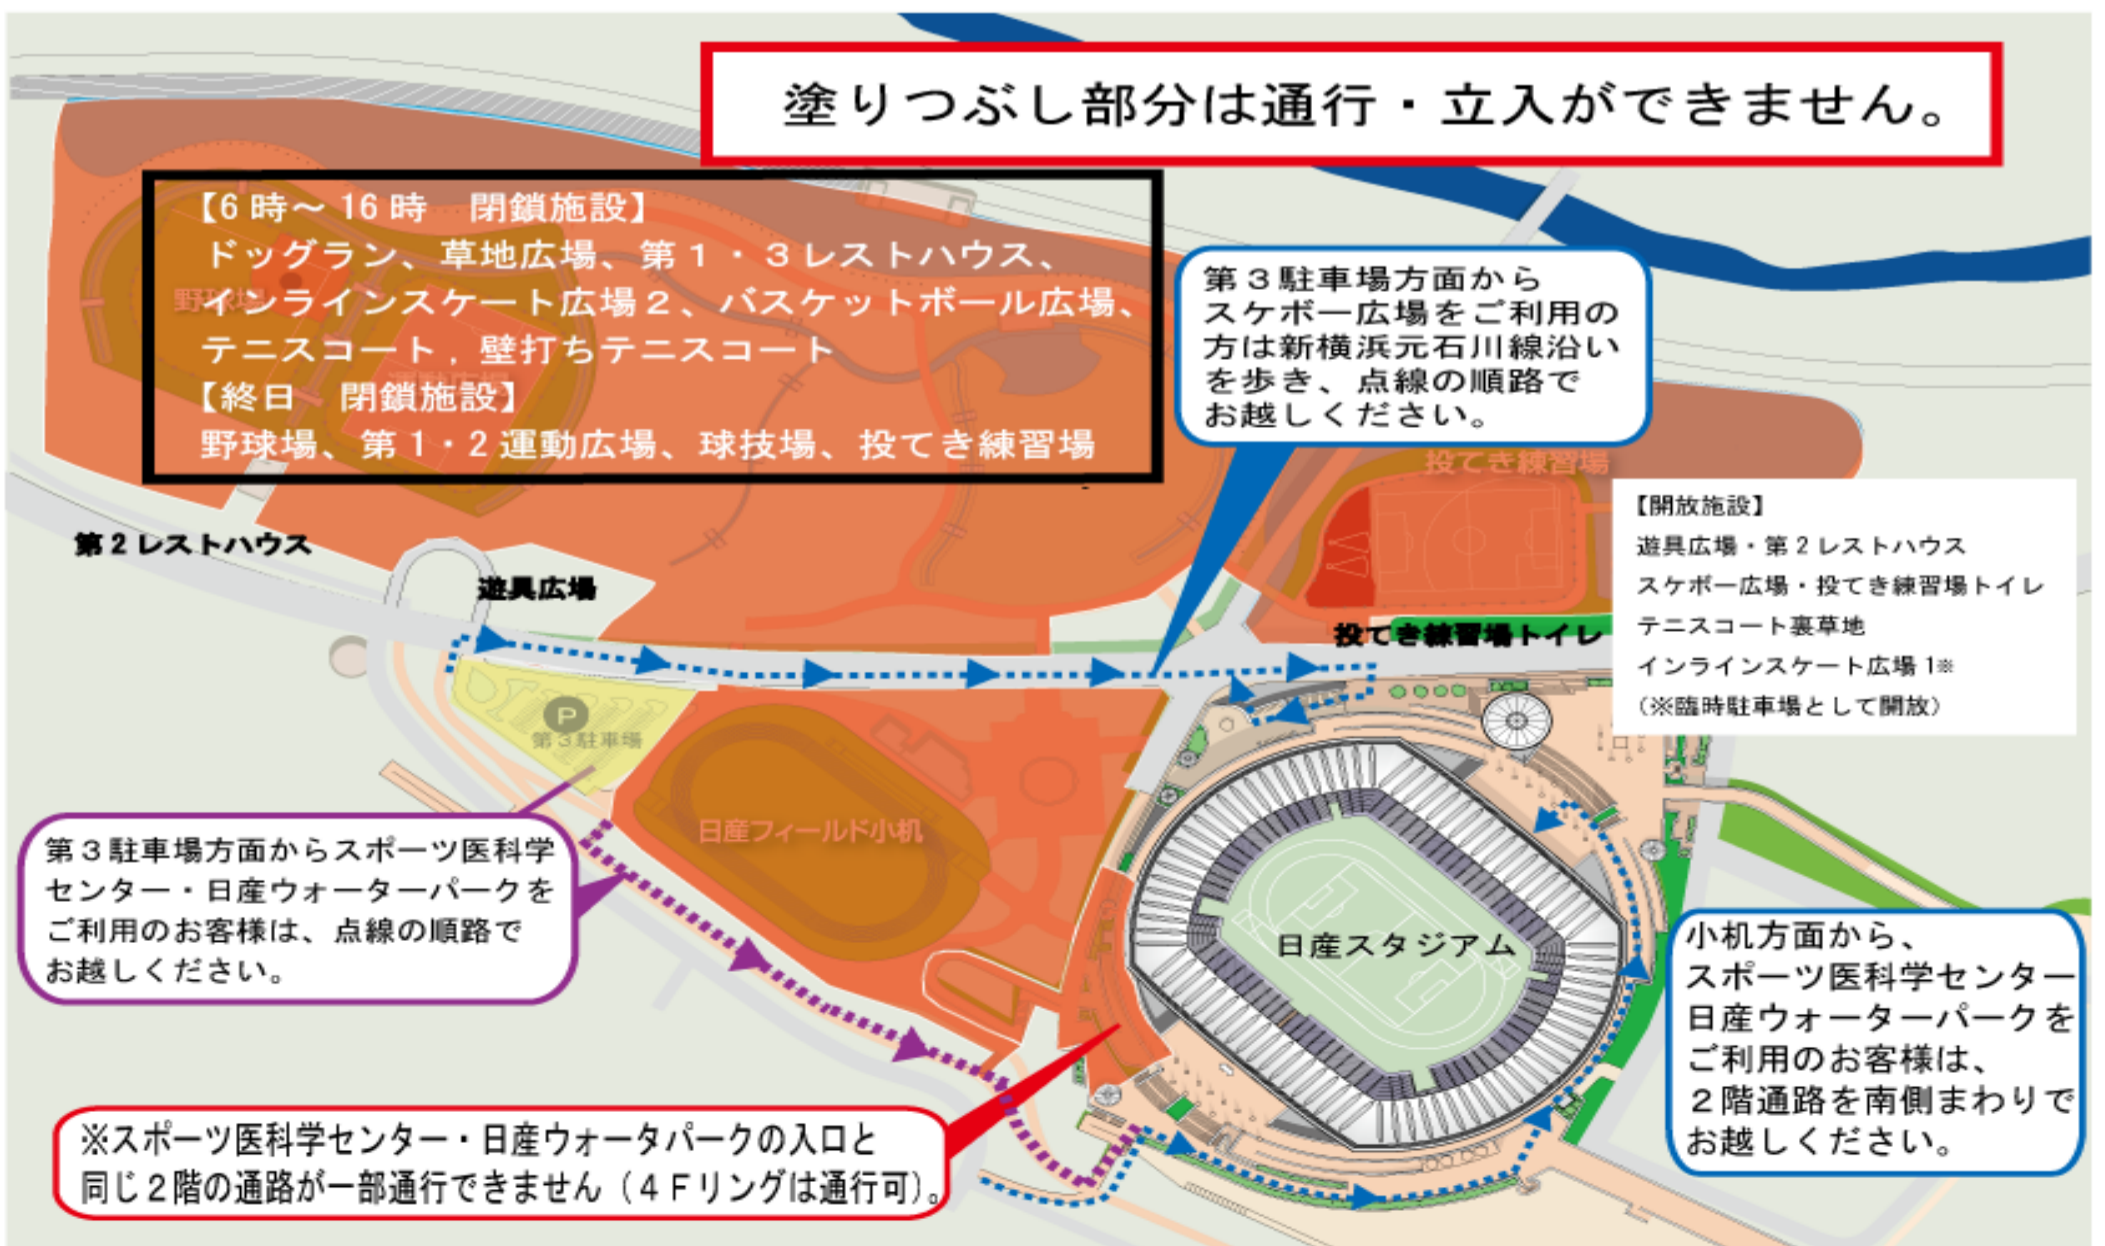 塗りつぶし部分は通行・立入ができません。
【6時～16時　閉鎖施設】
ドッグラン、草地広場、第1・3レストハウス、
インラインスケート広場2、バスケットボール広場、
テニスコート,壁打ちテニスコート
【終日　閉鎖施設】
野球場、第1・2運動広場、球技場、投てき練習場
野球場
運動広場
第3駐車場方面から
スケボー広場をご利用の
方は新横浜元石川線沿い
を歩き、点線の順路で
お越しください。
投てき練習場
【開放施設】
遊具広場・第2レストハウス
スケボー広場・投てき練習場トイレ
テニスコート裏草地
インラインスケート広場1※
(※臨時駐車場として開放)
第2レストハウス
遊具広場
投てき練習場トイレ
P
第3駐車場
日産フィールド小机
第3駐車場方面からスポーツ医科学
センター・日産ウォーターパークを
ご利用のお客様は、点線の順路で
お越しください。
日産スタジアム
小机方面から、
スポーツ医科学センター
日産ウォーターパークを
ご利用のお客様は、
2階通路を南側まわりで
お越しください。
※スポーツ医科学センター・日産ウォータパークの入口と
同じ2階の通路が一部通行できません(4Fリングは通行可)。